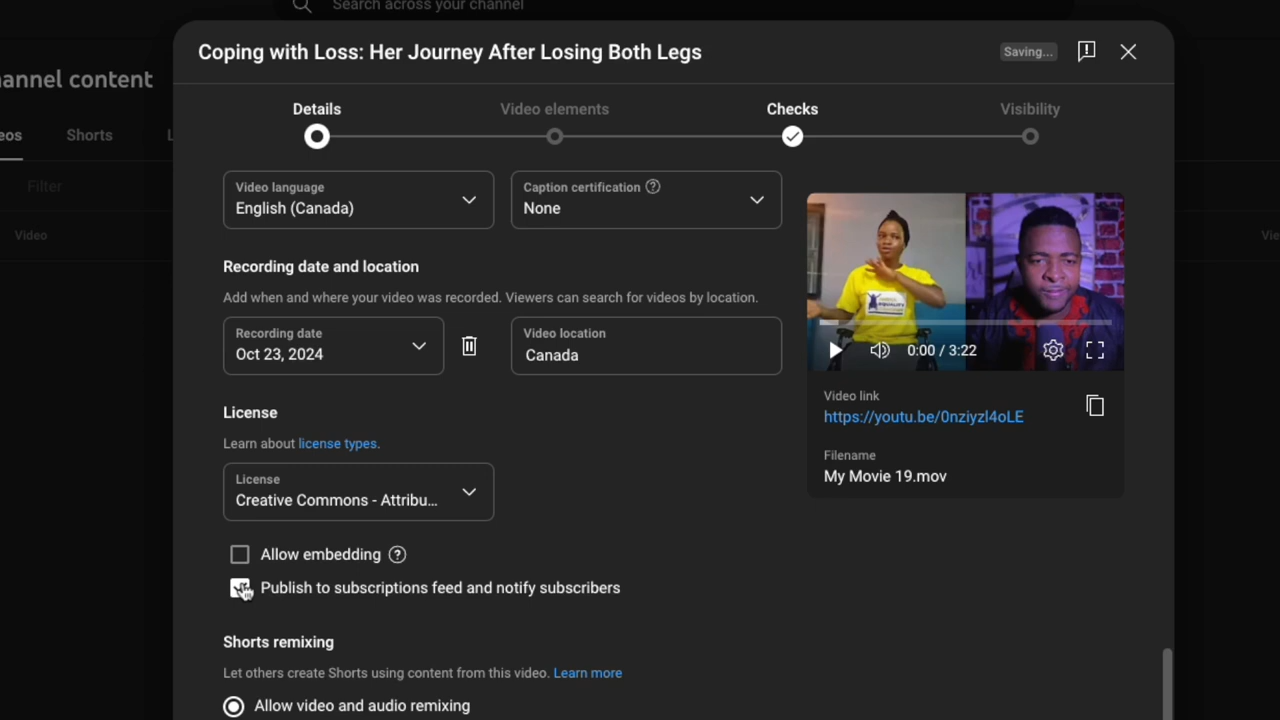 Search across your channel
Coping with Loss: Her Journey After Losing Both Legs
Saving...
annel content
Details
Video elements
Checks
Visibility
eos
Shorts
L
Filter
Video
Vie
Video language
English (Canada)
Caption certification
None
Recording date and location
Add when and where your video was recorded. Viewers can search for videos by location.
Recording date
Oct 23, 2024
Video location
Canada
0:00 / 3:22
Video link
https://youtu.be/0nziyzl4oLE
Filename
My Movie 19.mov
License
Learn about license types.
License
Creative Commons - Attribu...
Allow embedding
Publish to subscriptions feed and notify subscribers
Shorts remixing
Let others create Shorts using content from this video. Learn more
Allow video and audio remixing